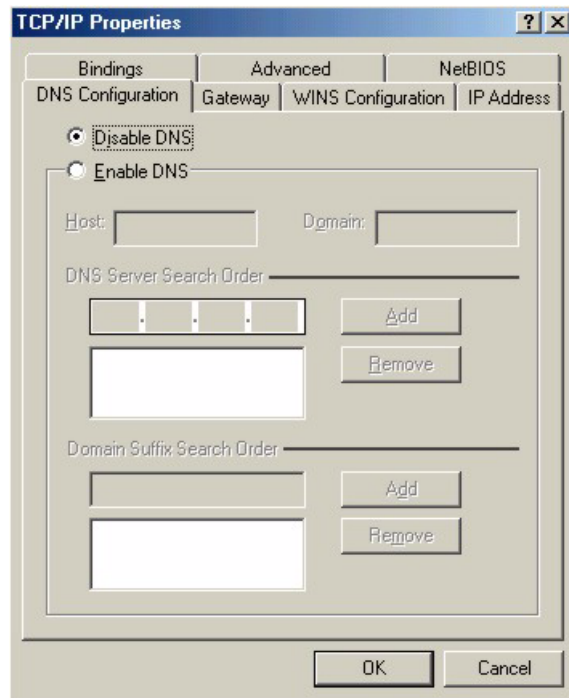 TCP/IP Properties
Bindings Advanced NetBIOS
DNS Configuration Gateway WINS Configuration IP Address
Disable DNS
Enable DNS
Host: Domain:
DNS Server Search Order
. . .
Add
Remove
Domain Suffix Search Order
Add
Remove
OK Cancel